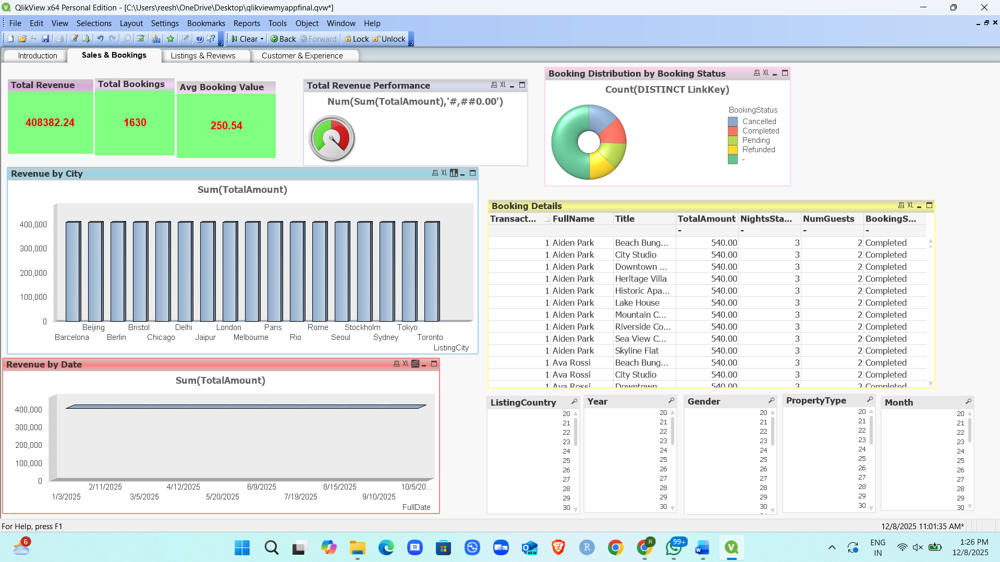 QlikView x64 Personal Edition - [C:\Users\reesh\OneDrive\Desktop\qlikviewmyappfinal.qvw*]
File Edit View Selections Layout Settings Bookmarks Reports Tools Object Window Help
Clear Back Forward Lock Unlock
Introduction Sales & Bookings Listings & Reviews Customer & Experience
Total Revenue
408382.24
Total Bookings
1630
Avg Booking Value
250.54
Total Revenue Performance XL
Num(Sum(TotalAmount),'#,##0.00')
Booking Distribution by Booking Status XL
Count(DISTINCT LinkKey)
BookingStatus
Cancelled
Completed
Pending
Refunded
-
Revenue by City XL
Sum(TotalAmount)
400,000
300,000
200,000
100,000
0
Beijing Bristol Delhi London Paris Rome Stockholm Tokyo
Barcelona Berlin Chicago Jaipur Melbourne Rio Seoul Sydney Toronto
ListingCity
Revenue by Date XL
Sum(TotalAmount)
400,000
300,000
200,000
100,000
0
2/11/2025 4/12/2025 6/9/2025 8/15/2025 10/5/20...
1/3/2025 3/5/2025 5/20/2025 7/19/2025 9/10/2025
FullDate
Booking Details XL
Transact... FullName Title TotalAmount NightsSta... NumGuests BookingS...
- - - -
1 Aiden Park Beach Bung... 540.00 3 2 Completed
1 Aiden Park City Studio 540.00 3 2 Completed
1 Aiden Park Downtown ... 540.00 3 2 Completed
1 Aiden Park Heritage Villa 540.00 3 2 Completed
1 Aiden Park Historic Apa... 540.00 3 2 Completed
1 Aiden Park Lake House 540.00 3 2 Completed
1 Aiden Park Mountain C... 540.00 3 2 Completed
1 Aiden Park Riverside Co... 540.00 3 2 Completed
1 Aiden Park Sea View C... 540.00 3 2 Completed
1 Aiden Park Skyline Flat 540.00 3 2 Completed
1 Ava Rossi Beach Bung... 540.00 3 2 Completed
1 Ava Rossi City Studio 540.00 3 2 Completed
1 Ava Rossi Downtown 540.00 3 2 Completed
ListingCountry
20
21
22
23
24
25
26
27
28
29
30
Year
20
21
22
23
24
25
26
27
28
29
30
Gender
20
21
22
23
24
25
26
27
28
29
30
PropertyType
20
21
22
23
24
25
26
27
28
29
30
Month
20
21
22
23
24
25
26
27
28
29
30
For Help, press F1 12/8/2025 11:01:35 AM*
6
NEW
R
R
99+
ENG
IN
1:26 PM
12/8/2025